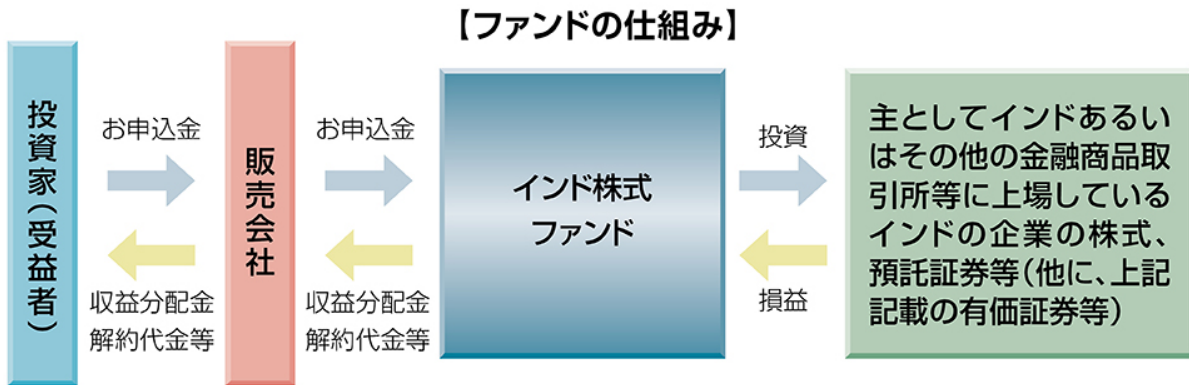 【ファンドの仕組み】
投資家（受益者）
お申込金
収益分配金
解約代金等
販売会社
お申込金
収益分配金
解約代金等
インド株式
ファンド
投資
損益
主としてインドあるい
はその他の金融商品取
引所等に上場している
インドの企業の株式、
預託証券等（他に、上記
記載の有価証券等）